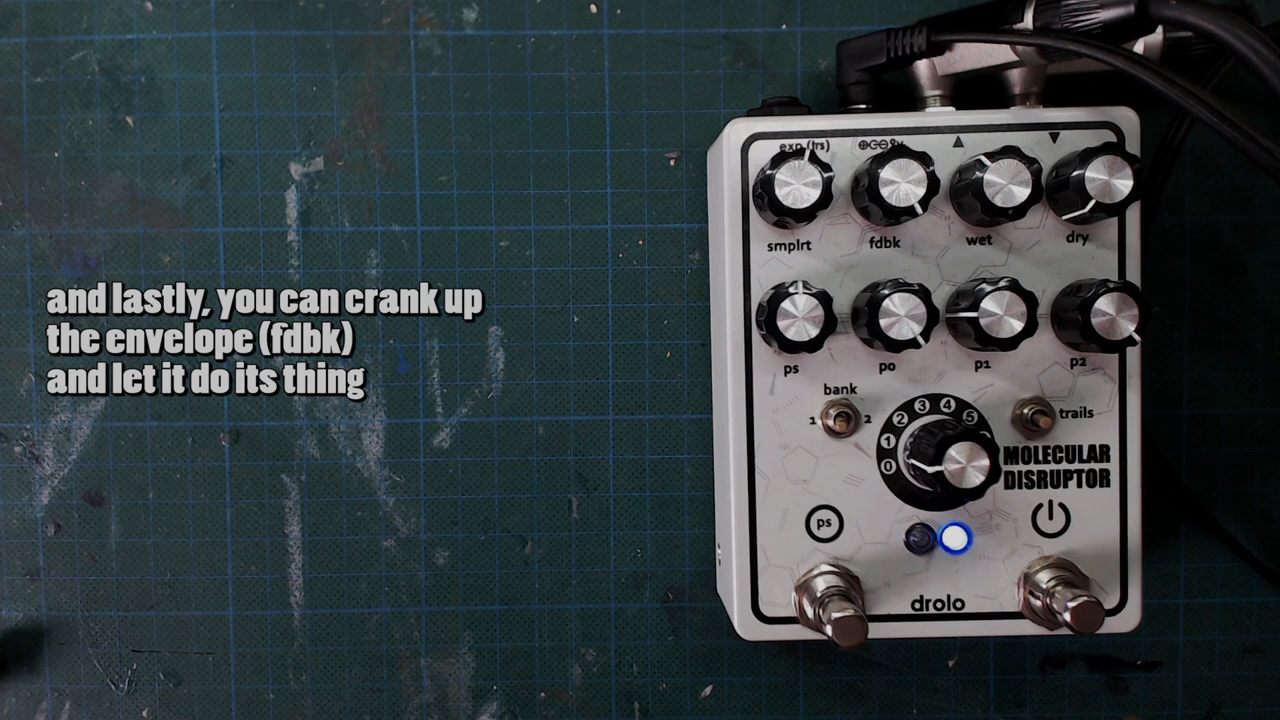 and lastly, you can crank up
the envelope (fdbk)
and let it do its thing
exp (trs)
smplrt fdbk wet dry
ps po p1 p2
bank
1 2
trails
0 1 2 3 4 5
MOLECULAR
DISRUPTOR
ps
drolo